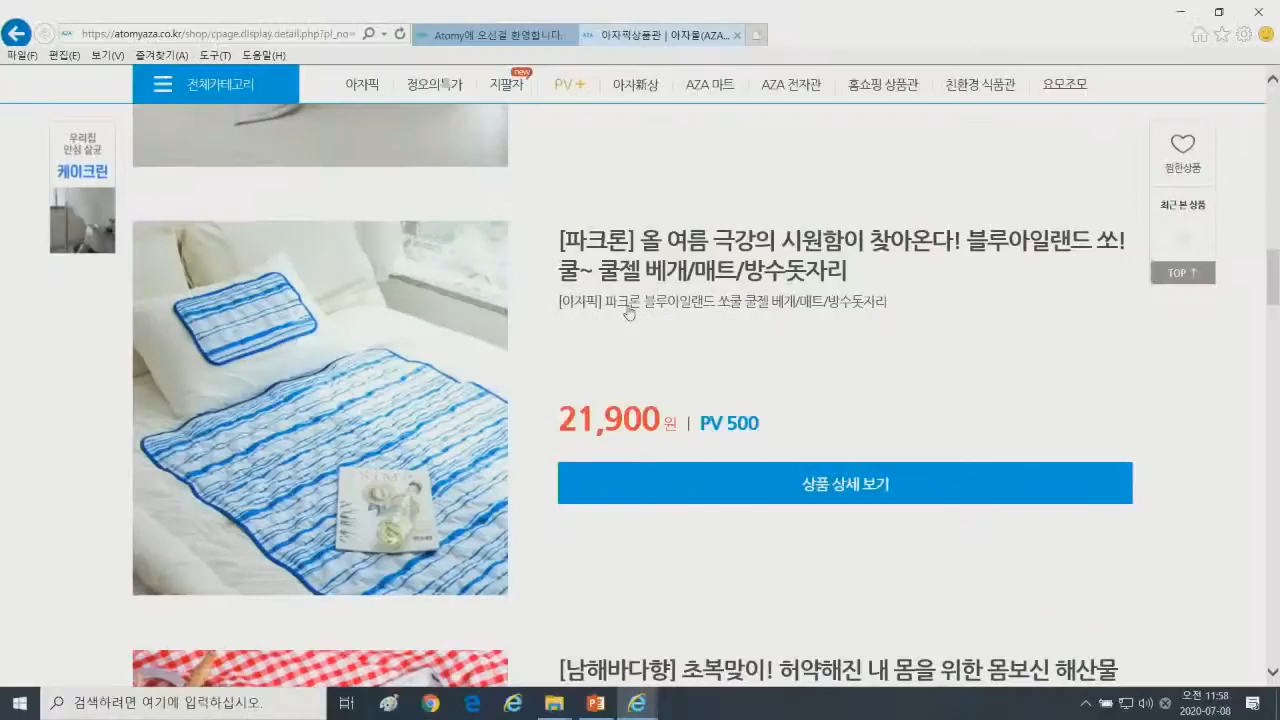 https://atomyaza.co.kr/shop/cpage.display.detail.php?pl_no=
Atomy에 오신걸 환영합니다.
아자픽상품관 | 아자몰(AZA...
파일(F) 편집(E) 보기(V) 즐겨찾기(A) 도구(T) 도움말(H)
전체카테고리
아자픽 정오의특가 지팔자 new PV+ 아자新상 AZA 마트 AZA 전자관 홈쇼핑 상품관 친환경 식품관 요모조모
우리집
안심 살균
케이크린
찜한상품
최근 본 상품
TOP ↑
[파크론] 올 여름 극강의 시원함이 찾아온다! 블루아일랜드 쏘!
쿨~ 쿨젤 베개/매트/방수돗자리
[아자픽] 파크론 블루아일랜드 쏘쿨 쿨젤 베개/매트/방수돗자리
21,900 원 | PV 500
상품 상세 보기
[남해바다향] 초복맞이! 허약해진 내 몸을 위한 몸보신 해산물
검색하려면 여기에 입력하십시오.
오전 11:58
2020-07-08